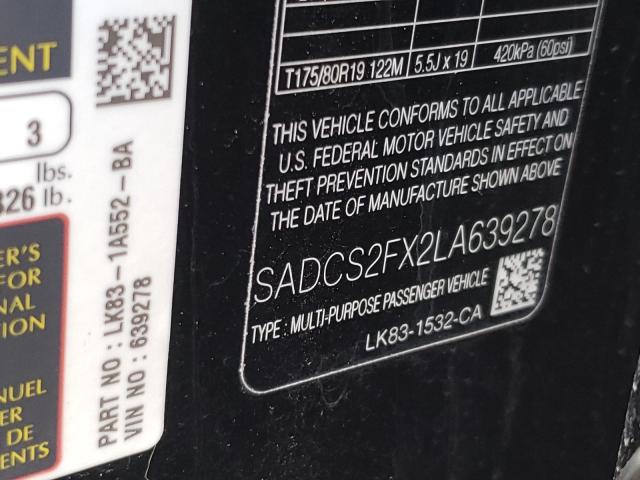 ENT
3
lbs.
826 lb.
ER'S
FOR
NAL
TION
NUEL
ER
DE
ENTS
PART NO : LK83-1A552-BA
VIN NO : 639278
T175/80R19 122M 5.5J x 19 420kPa (60psi)
THIS VEHICLE CONFORMS TO ALL APPLICABLE
U.S. FEDERAL MOTOR VEHICLE SAFETY AND
THEFT PREVENTION STANDARDS IN EFFECT ON
THE DATE OF MANUFACTURE SHOWN ABOVE
SADCS2FX2LA639278
TYPE : MULTI-PURPOSE PASSENGER VEHICLE
LK83-1532-CA